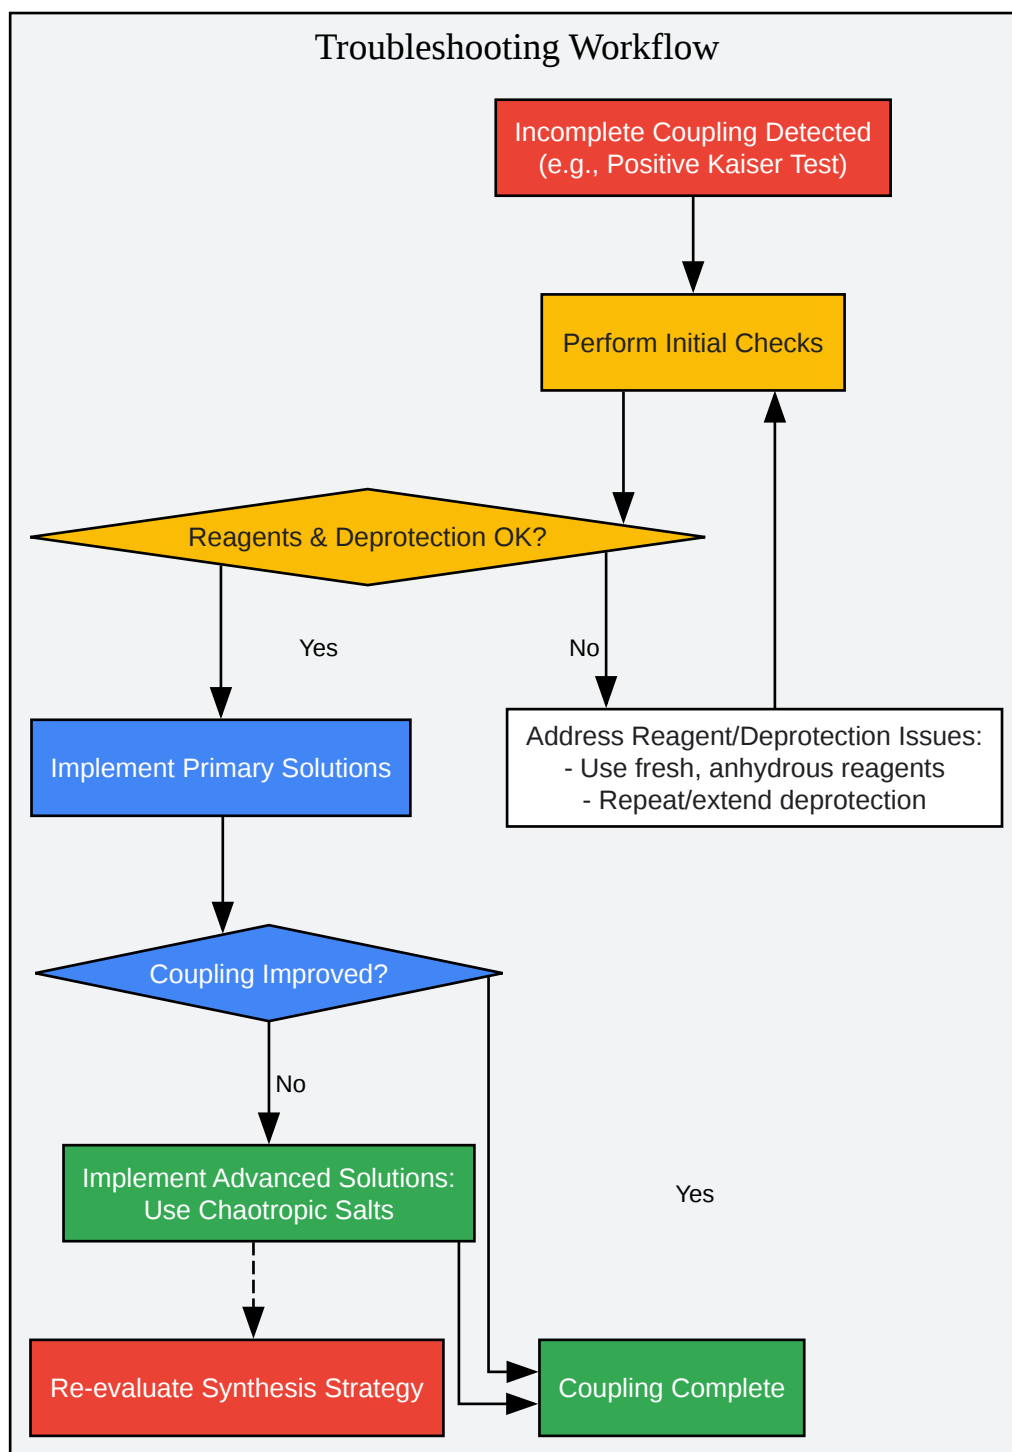 Troubleshooting Workflow
Incomplete Coupling Detected
(e.g., Positive Kaiser Test)
Perform Initial Checks
Reagents & Deprotection OK?
Yes
No
Implement Primary Solutions
Address Reagent/Deprotection Issues:
- Use fresh, anhydrous reagents
- Repeat/extend deprotection
Coupling Improved?
No
Implement Advanced Solutions:
Use Chaotropic Salts
Yes
Re-evaluate Synthesis Strategy
Coupling Complete